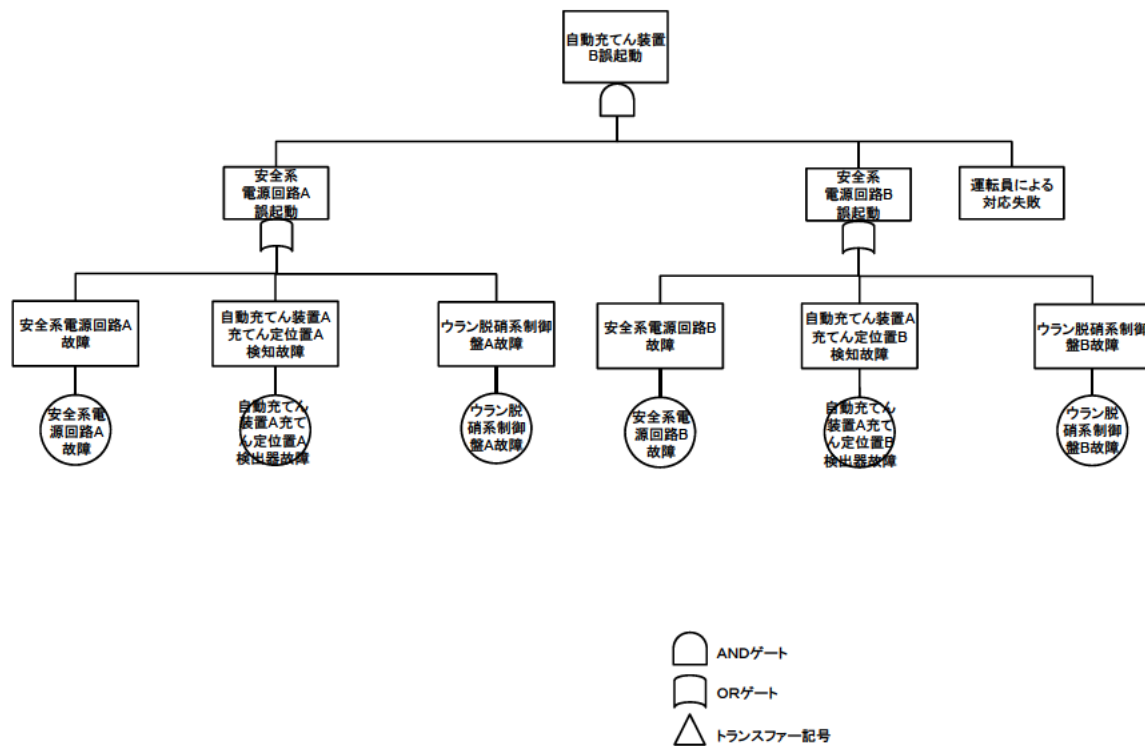 自動充てん装置
B誤起動
安全系
電源回路A
誤起動
安全系
電源回路B
誤起動
運転員による
対応失敗
安全系電源回路A
故障
自動充てん装置A
充てん定位置A
検知故障
ウラン脱硝系制御
盤A故障
安全系電源回路B
故障
自動充てん装置A
充てん定位置B
検知故障
ウラン脱硝系制御
盤B故障
安全系電
源回路A
故障
自動充てん
装置A充て
ん定位置A
検出器故障
ウラン脱
硝系制御
盤A故障
安全系電
源回路B
故障
自動充てん
装置A充て
ん定位置B
検出器故障
ウラン脱
硝系制御
盤B故障
ANDゲート
ORゲート
トランスファー記号